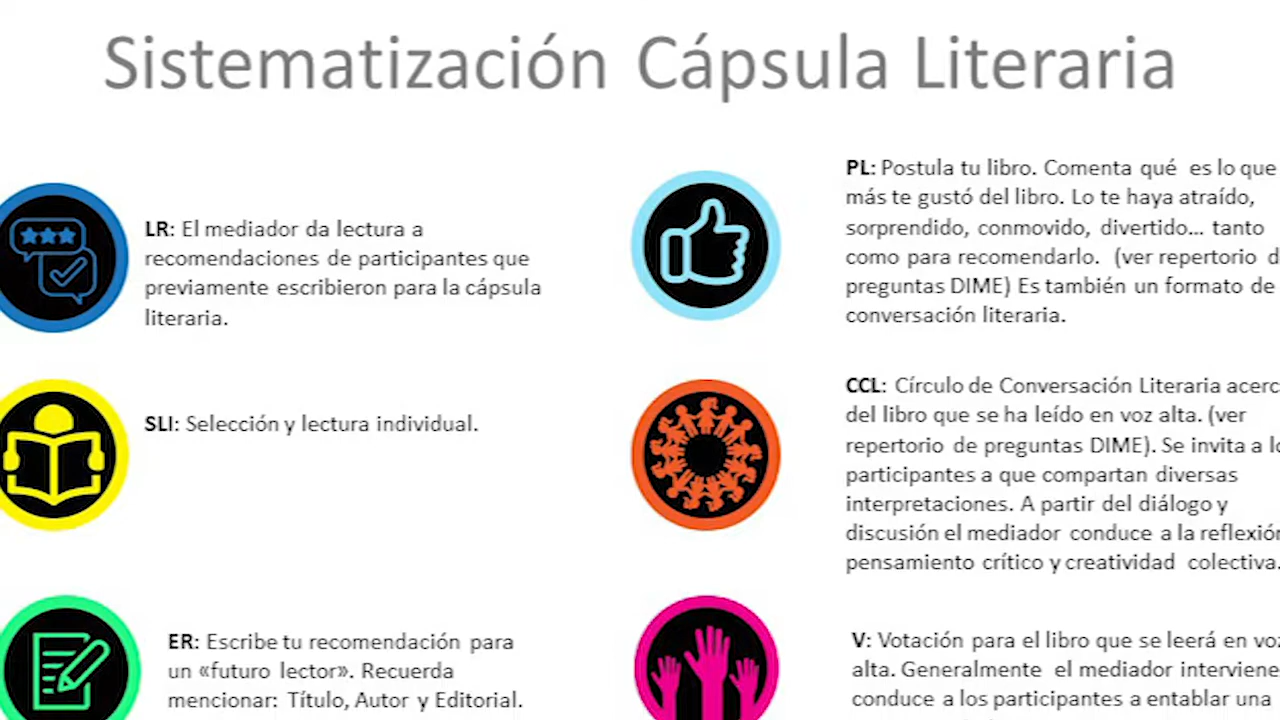 Sistematización Cápsula Literaria
LR: El mediador da lectura a
recomendaciones de participantes que
previamente escribieron para la cápsula
literaria.
SLI: Selección y lectura individual.
ER: Escribe tu recomendación para
un «futuro lector». Recuerda
mencionar: Título, Autor y Editorial.
PL: Postula tu libro. Comenta qué es lo que
más te gustó del libro. Lo te haya atraído,
sorprendido, conmovido, divertido... tanto
como para recomendarlo. (ver repertorio
preguntas DIME) Es también un formato de
conversación literaria.
CCL: Círculo de Conversación Literaria
del libro que se ha leído en voz alta. (ver
repertorio de preguntas DIME). Se invita a
participantes a que compartan diversas
interpretaciones. A partir del diálogo y
discusión el mediador conduce a la reflexión
pensamiento crítico y creatividad colectiva.
V: Votación para el libro que se leerá en voz
alta. Generalmente el mediador interviene
conduce a los participantes a entablar una